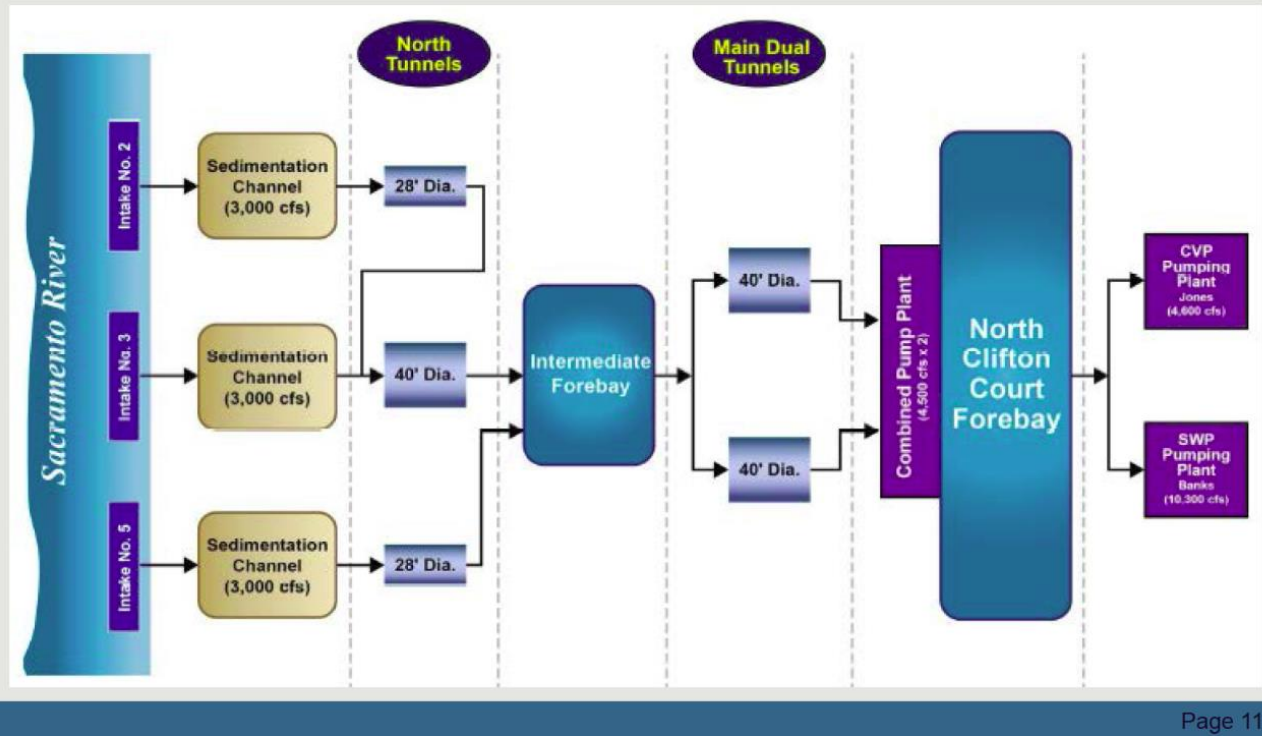 North
Tunnels
Main Dual
Tunnels
Sacramento River
Intake No. 2
Sedimentation
Channel
(3,000 cfs)
28' Dia.
Intake No. 3
Sedimentation
Channel
(3,000 cfs)
40' Dia.
Intake No. 5
Sedimentation
Channel
(3,000 cfs)
28' Dia.
Intermediate
Forebay
40' Dia.
40' Dia.
Combined Pump Plant
(4,500 cfs x 2)
North
Clifton
Court
Forebay
CVP
Pumping
Plant
Jones
(4,600 cfs)
SWP
Pumping
Plant
Banks
(10.300 cfs)
Page 11